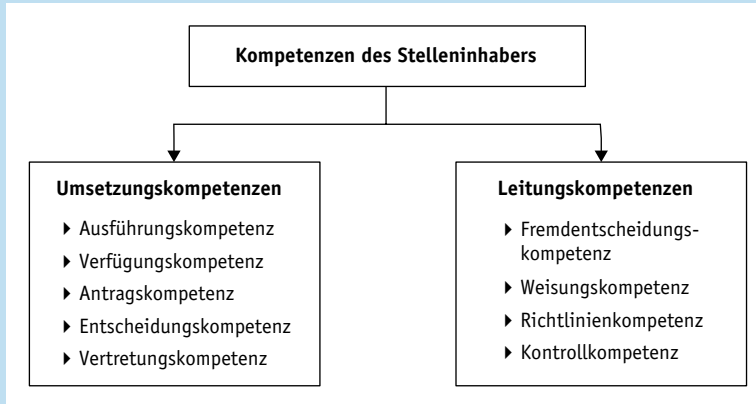 Kompetenzen des Stelleninhabers
Umsetzungskompetenzen
Ausführungskompetenz
Verfügungskompetenz
Antragskompetenz
Entscheidungskompetenz
Vertretungskompetenz
Leitungskompetenzen
Fremdentscheidungs-
kompetenz
Weisungskompetenz
Richtlinienkompetenz
Kontrollkompetenz